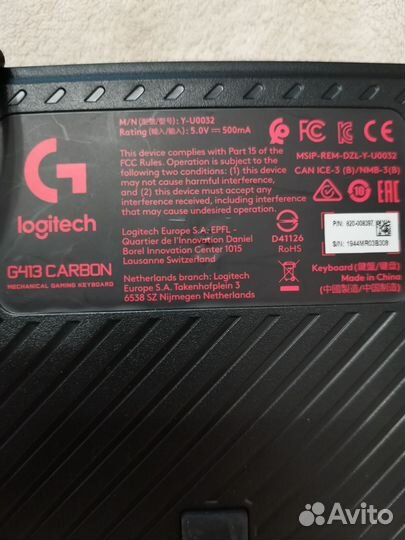 M/N (型號/型号): Y-U0032
Rating (輸入/输入): 5.0V ⎓ 500mA
This device complies with Part 15 of the
FCC Rules. Operation is subject to the
following two conditions: (1) this device
may not cause harmful interference,
and (2) this device must accept any
interference received, including
interference that may cause
undesired operation.
G
logitech
G413 CARBON
MECHANICAL GAMING KEYBOARD
Logitech Europe S.A. EPFL -
Quartier de l'Innovation Daniel
Borel Innovation Center 1015
Lausanne Switzerland
Netherlands branch: Logitech
Europe S.A., Takenhofplein 3
6538 SZ Nijmegen Netherlands
MSIP-REM-DZL-Y-U0032
CAN ICE-3 (B)/NMB-3(B)
EAC
D41126
RoHS
P/N: 820-008397
S/N: 1944MR03B308
Keyboard (鍵盤/键盘)
Made in China
(中國製造/中国制造)
Avito